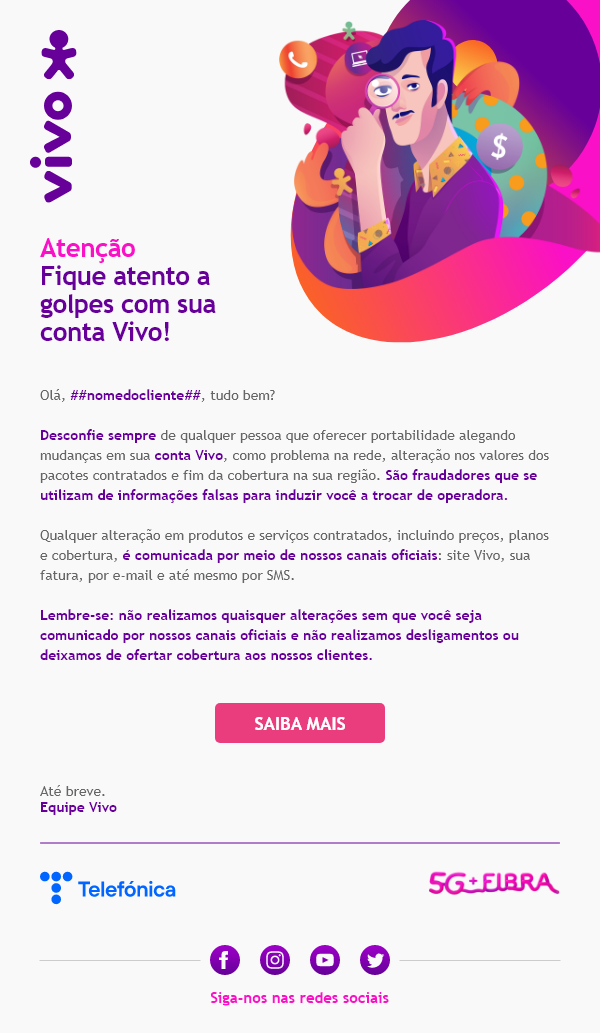 vivo
$
Atenção
Fique atento a
golpes com sua
conta Vivo!
Olá, ##nomedocliente##, tudo bem?
Desconfie sempre de qualquer pessoa que oferecer portabilidade alegando
mudanças em sua conta Vivo, como problema na rede, alteração nos valores dos
pacotes contratados e fim da cobertura na sua região. São fraudadores que se
utilizam de informações falsas para induzir você a trocar de operadora.
Qualquer alteração em produtos e serviços contratados, incluindo preços, planos
e cobertura, é comunicada por meio de nossos canais oficiais: site Vivo, sua
fatura, por e-mail e até mesmo por SMS.
Lembre-se: não realizamos quaisquer alterações sem que você seja
comunicado por nossos canais oficiais e não realizamos desligamentos ou
deixamos de ofertar cobertura aos nossos clientes.
SAIBA MAIS
Até breve.
Equipe Vivo
Telefónica
5G+FIBRA
Siga-nos nas redes sociais